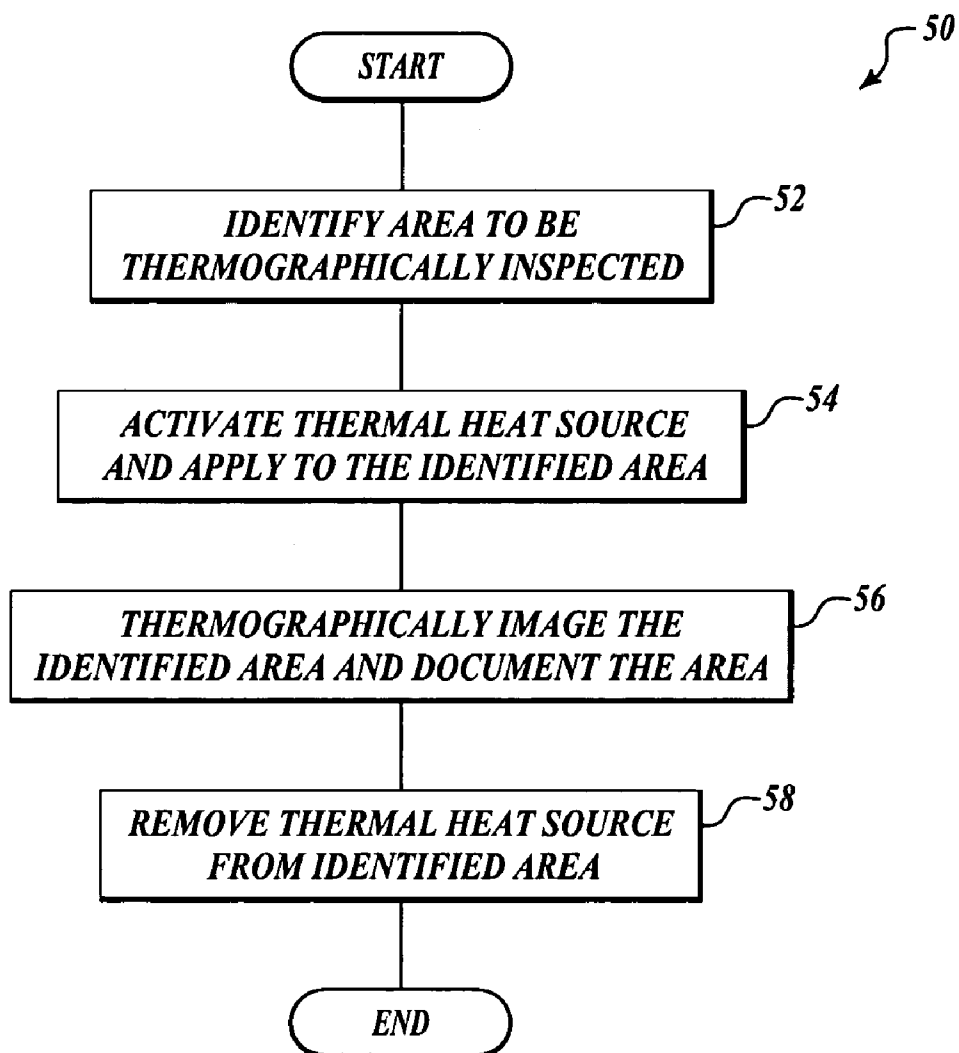 50
START
52
IDENTIFY AREA TO BE
THERMOGRAPHICALLY INSPECTED
54
ACTIVATE THERMAL HEAT SOURCE
AND APPLY TO THE IDENTIFIED AREA
56
THERMOGRAPHICALLY IMAGE THE
IDENTIFIED AREA AND DOCUMENT THE AREA
58
REMOVE THERMAL HEAT SOURCE
FROM IDENTIFIED AREA
END